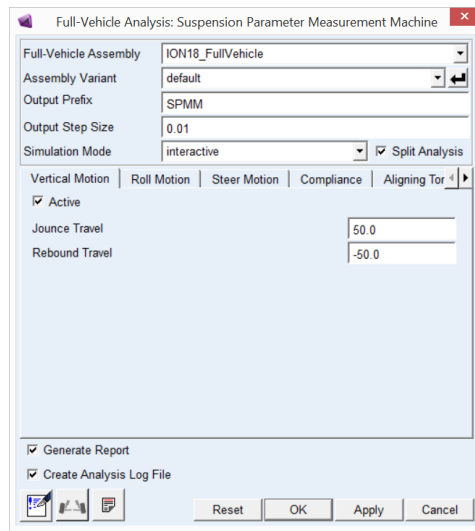 Full-Vehicle Analysis: Suspension Parameter Measurement Machine
Full-Vehicle Assembly ION18_FullVehicle
Assembly Variant default
Output Prefix SPMM
Output Step Size 0.01
Simulation Mode interactive Split Analysis
Vertical Motion Roll Motion Steer Motion Compliance Aligning Tor
Active
Jounce Travel 50.0
Rebound Travel -50.0
Generate Report
Create Analysis Log File
Reset OK Apply Cancel